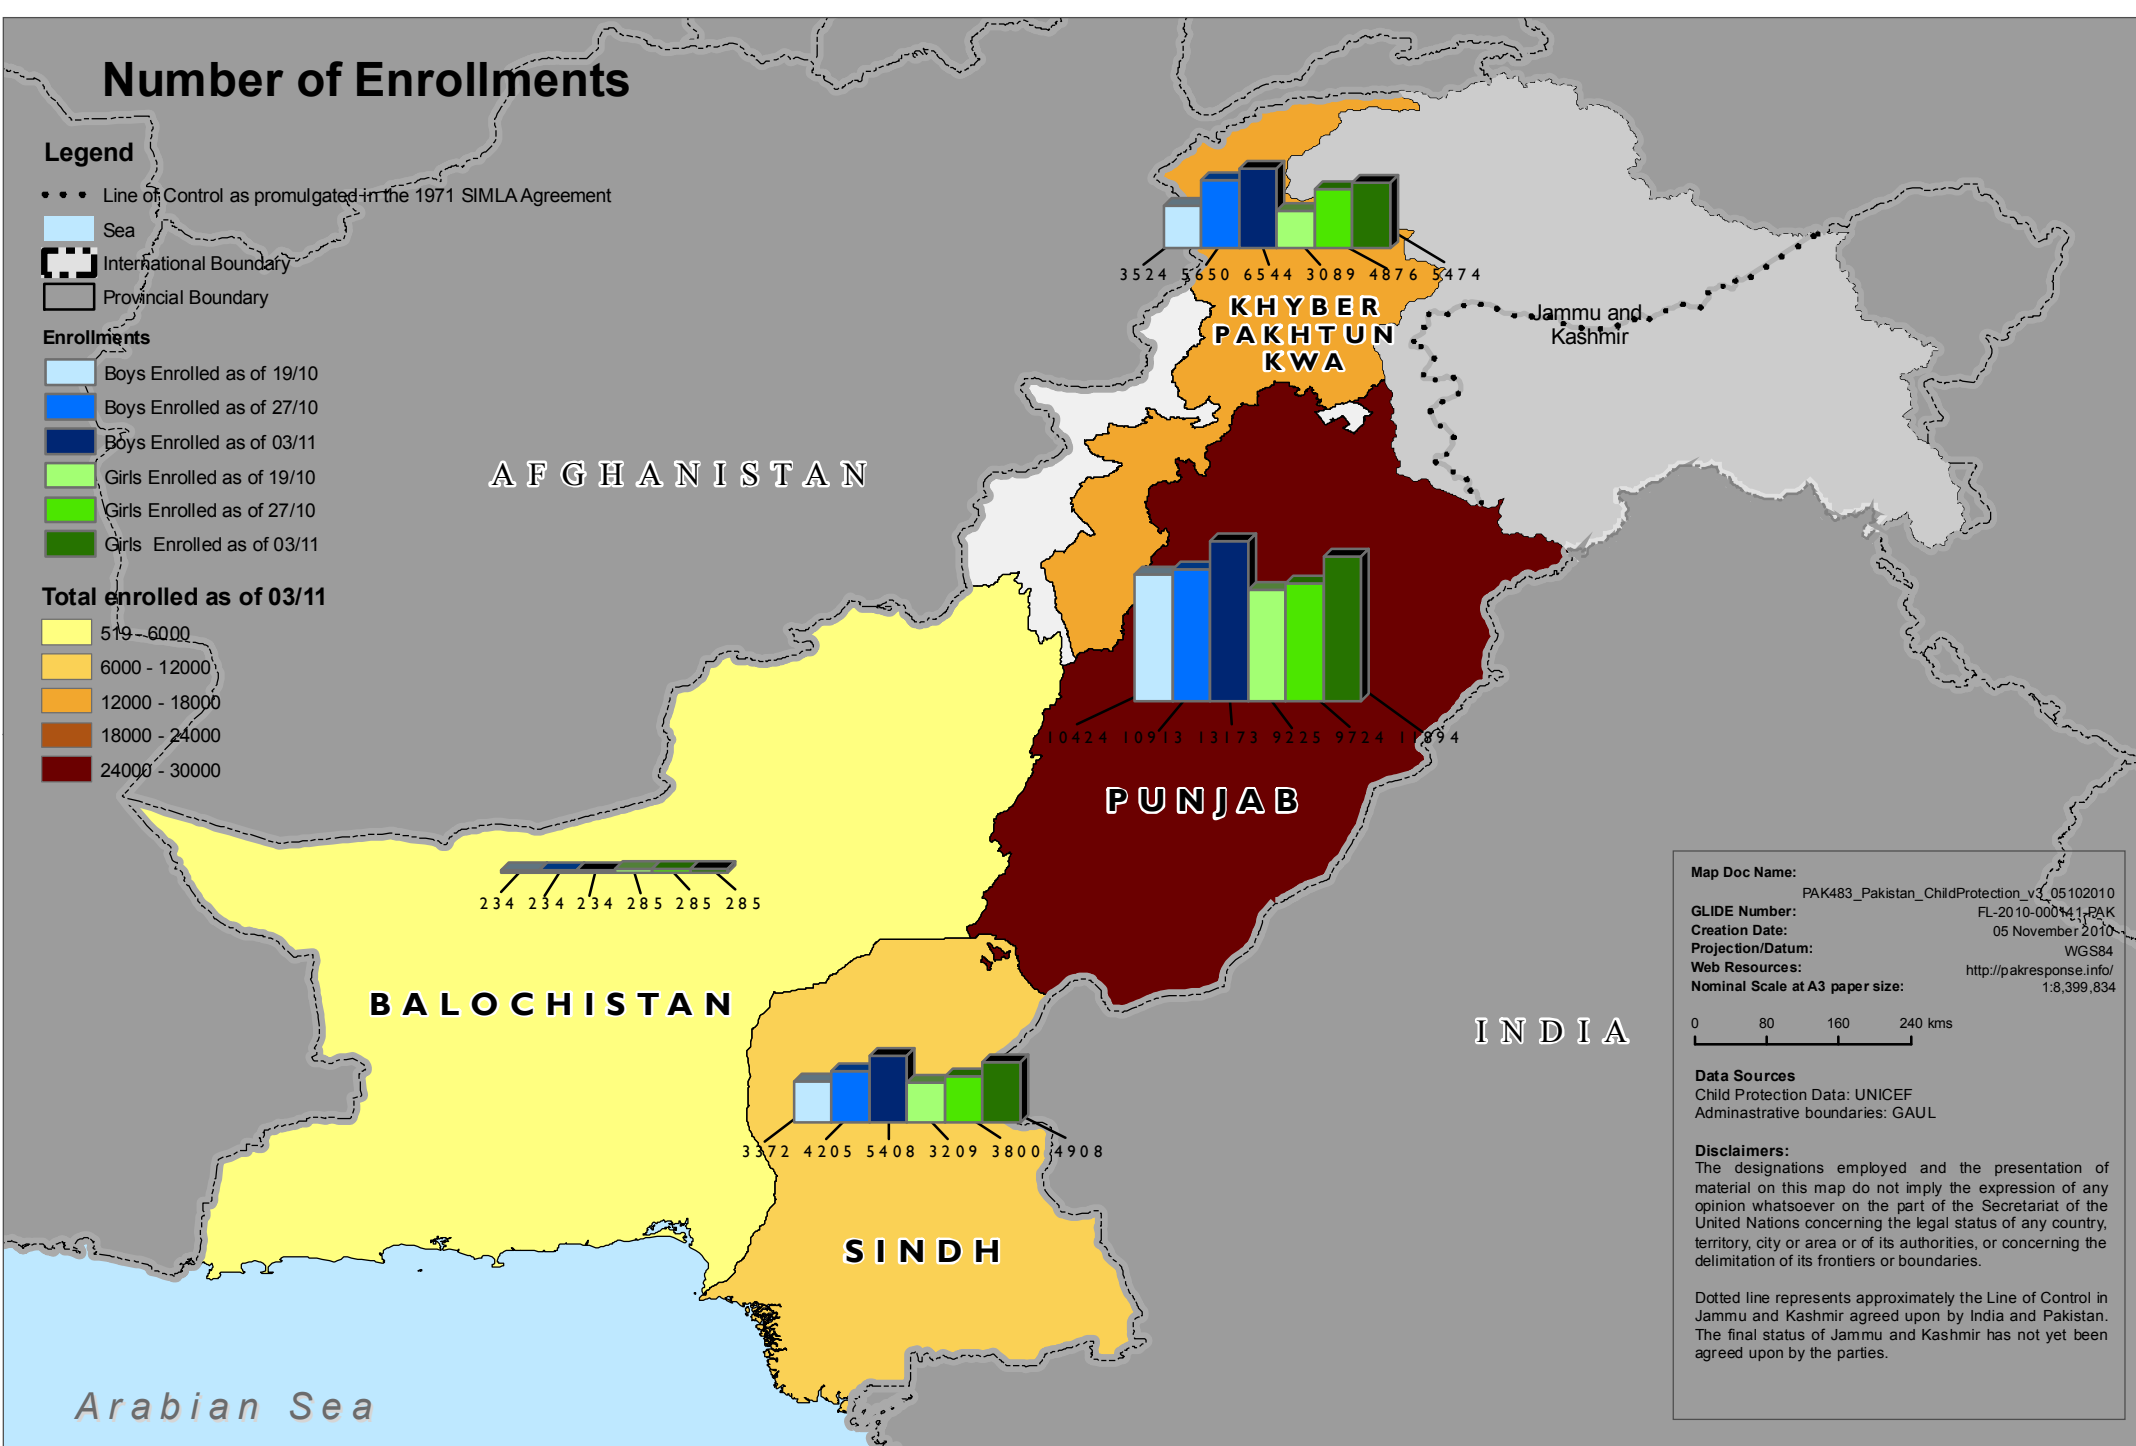 Number of Enrollments
Legend
Line of Control as promulgated in the 1971 SIMLA Agreement
Sea
International Boundary
Provincial Boundary
Enrollments
Boys Enrolled as of 19/10
Boys Enrolled as of 27/10
Boys Enrolled as of 03/11
Girls Enrolled as of 19/10
Girls Enrolled as of 27/10
Girls Enrolled as of 03/11
Total enrolled as of 03/11
519 - 6000
6000 - 12000
12000 - 18000
18000 - 24000
24000 - 30000
3524 5650 6544 3089 4876 5474
KHYBER
PAKHTUN
KWA
Jammu and
Kashmir
AFGHANISTAN
10424 10913 13173 9225 9724 11894
PUNJAB
234 234 234 285 285 285
BALOCHISTAN
INDIA
3372 4205 5408 3209 3800 4908
SINDH
Arabian Sea
Map Doc Name:
PAK483_Pakistan_ChildProtection_v3_05102010
GLIDE Number: FL-2010-000141-PAK
Creation Date: 05 November 2010
Projection/Datum: WGS84
Web Resources: http://pakresponse.info/
Nominal Scale at A3 paper size: 1:8,399,834
0 80 160 240 kms
Data Sources
Child Protection Data: UNICEF
Adminastrative boundaries: GAUL
Disclaimers:
The designations employed and the presentation of
material on this map do not imply the expression of any
opinion whatsoever on the part of the Secretariat of the
United Nations concerning the legal status of any country,
territory, city or area or of its authorities, or concerning the
delimitation of its frontiers or boundaries.
Dotted line represents approximately the Line of Control in
Jammu and Kashmir agreed upon by India and Pakistan.
The final status of Jammu and Kashmir has not yet been
agreed upon by the parties.